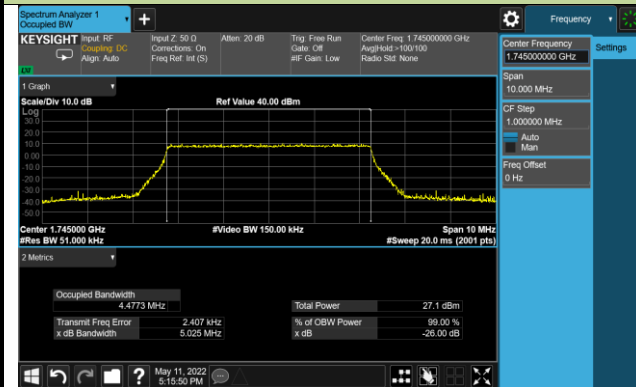 Spectrum Analyzer 1
Occupied BW
Frequency
KEYSIGHT
Input: RF
Coupling: DC
Align: Auto
Input Z: 50 Ω
Corrections: On
Freq Ref: Int (S)
Atten: 20 dB
Trig: Free Run
Gate: Off
#IF Gain: Low
Center Freq: 1.745000000 GHz
Avg|Hold:>100/100
Radio Std: None
Center Frequency
1.745000000 GHz
Settings
Span
10.000 MHz
CF Step
1.000000 MHz
Auto
Man
Freq Offset
0 Hz
1 Graph
Scale/Div 10.0 dB
Ref Value 40.00 dBm
Log
30.0
20.0
10.0
0.00
-10.0
-20.0
-30.0
-40.0
-50.0
Center 1.745000 GHz
#Video BW 150.00 kHz
Span 10 MHz
#Res BW 51.000 kHz
#Sweep 20.0 ms (2001 pts)
2 Metrics
Occupied Bandwidth
4.4773 MHz
Total Power
27.1 dBm
Transmit Freq Error
2.407 kHz
% of OBW Power
99.00 %
x dB Bandwidth
5.025 MHz
x dB
-26.00 dB
May 11, 2022
5:15:50 PM